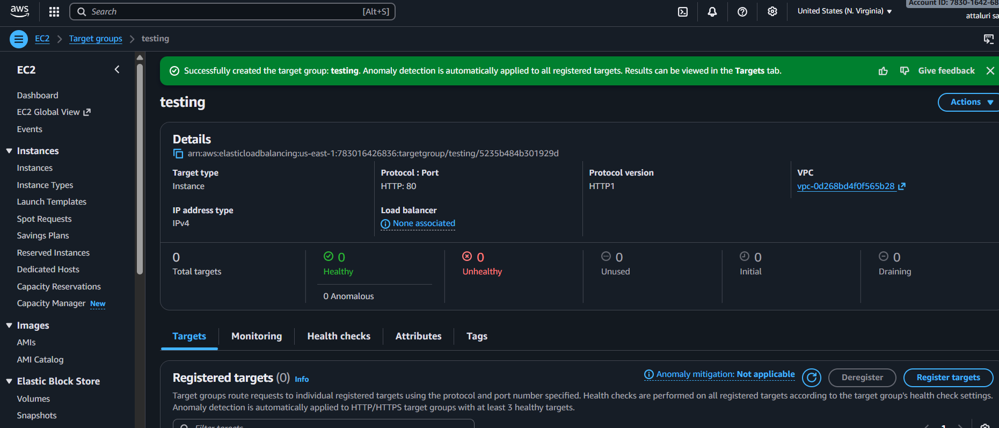 aws
Search [Alt+S]
United States (N. Virginia)
Account ID: 7830-1642-68
attaluri sa
EC2 > Target groups > testing
EC2
Dashboard
EC2 Global View
Events
Instances
Instances
Instance Types
Launch Templates
Spot Requests
Savings Plans
Reserved Instances
Dedicated Hosts
Capacity Reservations
Capacity Manager New
Images
AMIs
AMI Catalog
Elastic Block Store
Volumes
Snapshots
Successfully created the target group: testing. Anomaly detection is automatically applied to all registered targets. Results can be viewed in the Targets tab.
Give feedback
testing
Actions
Details
arn:aws:elasticloadbalancing:us-east-1:783016426836:targetgroup/testing/5235b484b301929d
Target type
Instance
Protocol : Port
HTTP: 80
Protocol version
HTTP1
VPC
vpc-0d268bd4f0f565b28
IP address type
IPv4
Load balancer
None associated
0
Total targets
0
Healthy
0 Anomalous
0
Unhealthy
0
Unused
0
Initial
0
Draining
Targets
Monitoring
Health checks
Attributes
Tags
Registered targets (0) Info
Anomaly mitigation: Not applicable
Deregister
Register targets
Target groups route requests to individual registered targets using the protocol and port number specified. Health checks are performed on all registered targets according to the target group's health check settings.
Anomaly detection is automatically applied to HTTP/HTTPS target groups with at least 3 healthy targets.
Filter targets
1